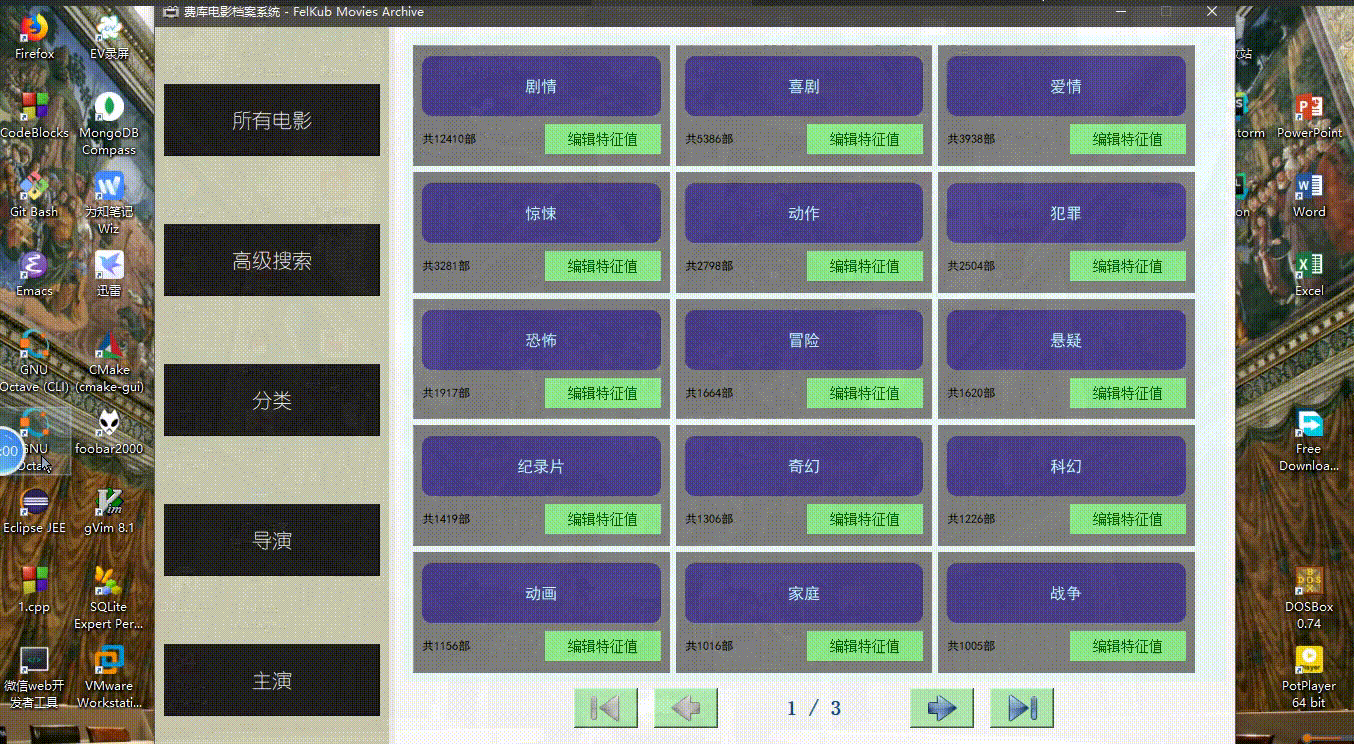 费库电影档案系统 - FelKub Movies Archive
Firefox
EV录屏
CodeBlocks
MongoDB
Compass
Git Bash
为知笔记
Wiz
Emacs
迅雷
GNU
Octave (CLI)
CMake
(cmake-gui)
:00
GNU
Octa
foobar2000
Eclipse JEE
gVim 8.1
1.cpp
SQLite
Expert Per...
微信web开
发者工具
VMware
Workstati...
所有电影
高级搜索
分类
导演
主演
剧情
共12410部
编辑特征值
喜剧
共5386部
编辑特征值
爱情
共3938部
编辑特征值
惊悚
共3281部
编辑特征值
动作
共2798部
编辑特征值
犯罪
共2504部
编辑特征值
恐怖
共1917部
编辑特征值
冒险
共1664部
编辑特征值
悬疑
共1620部
编辑特征值
纪录片
共1419部
编辑特征值
奇幻
共1306部
编辑特征值
科幻
共1226部
编辑特征值
动画
共1156部
编辑特征值
家庭
共1016部
编辑特征值
战争
共1005部
编辑特征值
1 / 3
站
torm
PowerPoint
on
Word
Excel
Free
Downloa...
DOSBox
0.74
PotPlayer
64 bit